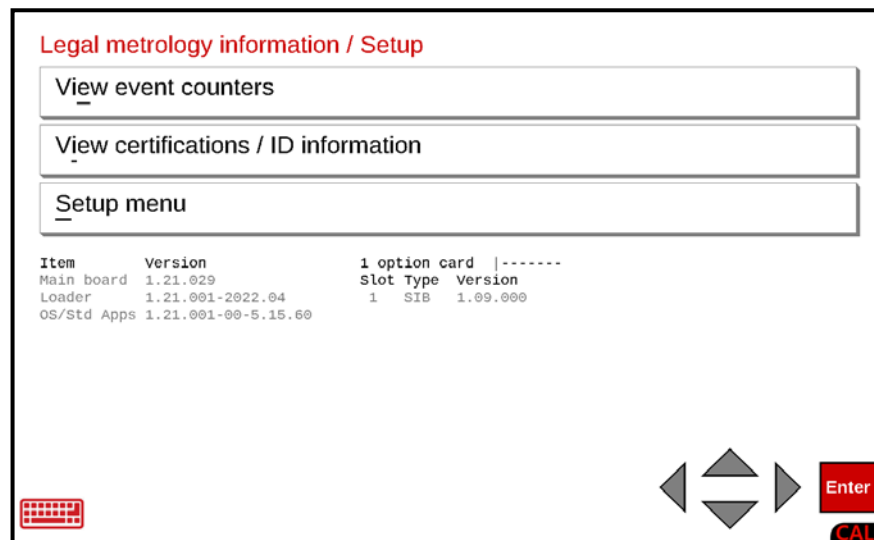 Legal metrology information / Setup
View event counters
View certifications / ID information
Setup menu
Item Version
Main board 1.21.029
Loader 1.21.001-2022.04
OS/Std Apps 1.21.001-00-5.15.60
1 option card |-------
Slot Type Version
1 SIB 1.09.000
Enter
CAL